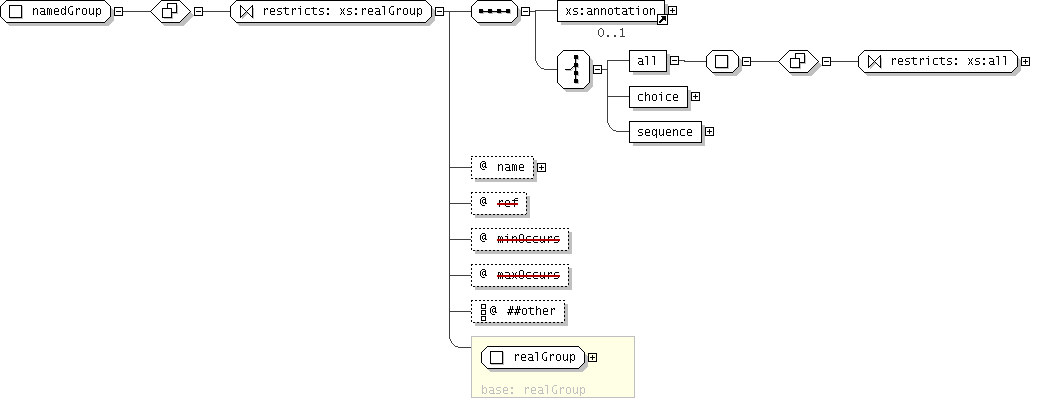 namedGroup
restricts: xs:realGroup
xs:annotation
0..1
all
restricts: xs:all
choice
sequence
@ name
@ ref
@ minOccurs
@ maxOccurs
@ ##other
realGroup
base: realGroup